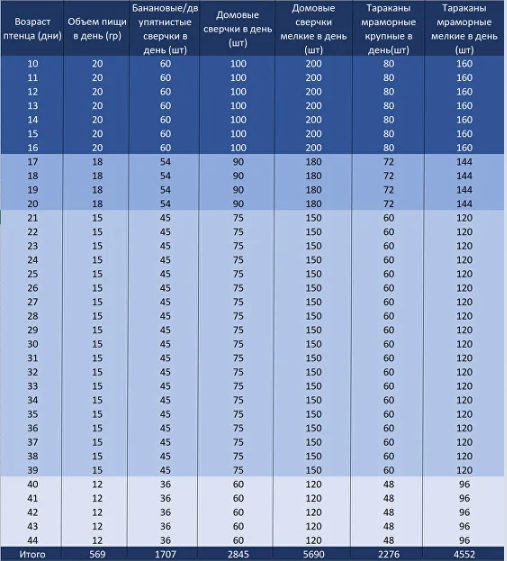 Возраст птенца (дни) Объем пищи в день (гр) Банановые/дв упятнистые сверчки в день (шт) Домовые сверчки в день (шт) Домовые сверчки мелкие в день (шт) Тараканы мраморные крупные в день(шт) Тараканы мраморные мелкие в день (шт)
10 20 60 100 200 80 160
11 20 60 100 200 80 160
12 20 60 100 200 80 160
13 20 60 100 200 80 160
14 20 60 100 200 80 160
15 20 60 100 200 80 160
16 20 60 100 200 80 160
17 18 54 90 180 72 144
18 18 54 90 180 72 144
19 18 54 90 180 72 144
20 18 54 90 180 72 144
21 15 45 75 150 60 120
22 15 45 75 150 60 120
23 15 45 75 150 60 120
24 15 45 75 150 60 120
25 15 45 75 150 60 120
26 15 45 75 150 60 120
27 15 45 75 150 60 120
28 15 45 75 150 60 120
29 15 45 75 150 60 120
30 15 45 75 150 60 120
31 15 45 75 150 60 120
32 15 45 75 150 60 120
33 15 45 75 150 60 120
34 15 45 75 150 60 120
35 15 45 75 150 60 120
36 15 45 75 150 60 120
37 15 45 75 150 60 120
38 15 45 75 150 60 120
39 15 45 75 150 60 120
40 12 36 60 120 48 96
41 12 36 60 120 48 96
42 12 36 60 120 48 96
43 12 36 60 120 48 96
44 12 36 60 120 48 96
Итого 569 1707 2845 5690 2276 4552